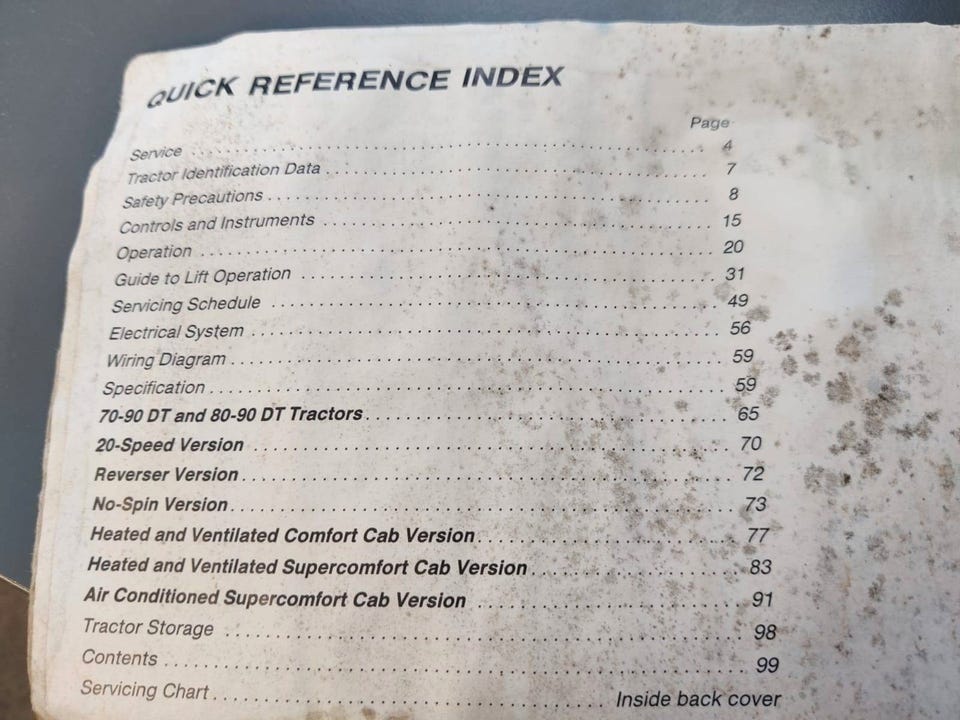 QUICK REFERENCE INDEX
Page
Service 4
Tractor Identification Data 7
Safety Precautions 8
Controls and Instruments 15
Operation 20
Guide to Lift Operation 31
Servicing Schedule 49
Electrical System 56
Wiring Diagram 59
Specification 59
70-90 DT and 80-90 DT Tractors 65
20-Speed Version 70
Reverser Version 72
No-Spin Version 73
Heated and Ventilated Comfort Cab Version 77
Heated and Ventilated Supercomfort Cab Version 83
Air Conditioned Supercomfort Cab Version 91
Tractor Storage 98
Contents 99
Servicing Chart Inside back cover